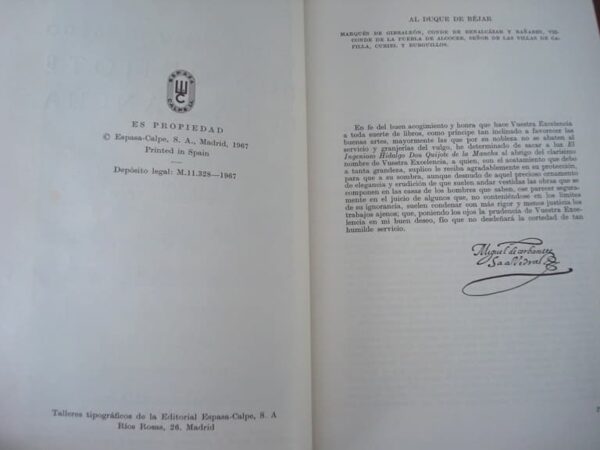 ESPASA
CALPE, S.A.
ES PROPIEDAD
© Espasa-Calpe, S. A., Madrid, 1967
Printed in Spain
Depósito legal: M.11.328—1967
Talleres tipográficos de la Editorial Espasa-Calpe, S. A
Ríos Rosas, 26. Madrid
AL DUQUE DE BÉJAR
MARQUÉS DE GIBRALEÓN, CONDE DE BENALCÁZAR Y BAÑARES, VIZ-
CONDE DE LA PUEBLA DE ALCOCER, SEÑOR DE LAS VILLAS DE CA-
PILLA, CURIEL Y BURGUILLOS.
En fe del buen acogimiento y honra que hace Vuestra Excelencia
a toda suerte de libros, como príncipe tan inclinado a favorecer las
buenas artes, mayormente las que por su nobleza no se abaten al
servicio y granjerías del vulgo, he determinado de sacar a luz El
Ingenioso Hidalgo Don Quijote de la Mancha al abrigo del clarísimo
nombre de Vuestra Excelencia, a quien, con el acatamiento que debo
a tanta grandeza, suplico le reciba agradablemente en su protección,
para que a su sombra, aunque desnudo de aquel precioso ornamento
de elegancia y erudición de que suelen andar vestidas las obras que se
componen en las casas de los hombres que saben, ose parecer segura-
mente en el juicio de algunos que, no conteniéndose en los límites
de su ignorancia, suelen condenar con más rigor y menos justicia los
trabajos ajenos; que, poniendo los ojos la prudencia de Vuestra Exce-
lencia en mi buen deseo, fío que no desdeñará la cortedad de tan
humilde servicio.
Miguel de cerbantes
Saavedra